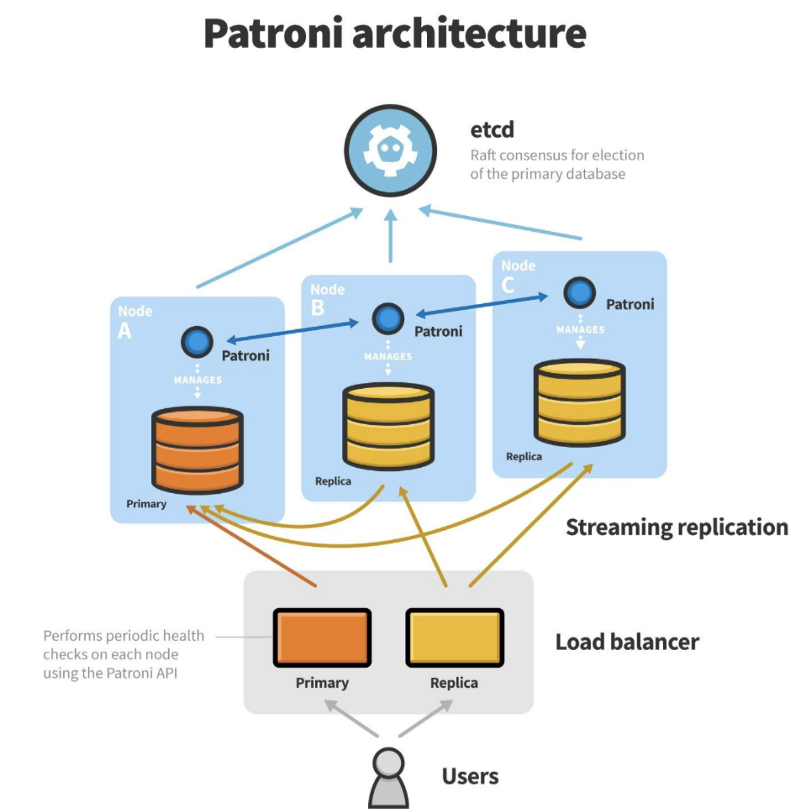 Patroni architecture
etcd
Raft consensus for election
of the primary database
Node
A
Patroni
MANAGES
Primary
Node
B
Patroni
MANAGES
Replica
Node
C
Patroni
MANAGES
Replica
Streaming replication
Performs periodic health
checks on each node
using the Patroni API
Primary
Replica
Load balancer
Users